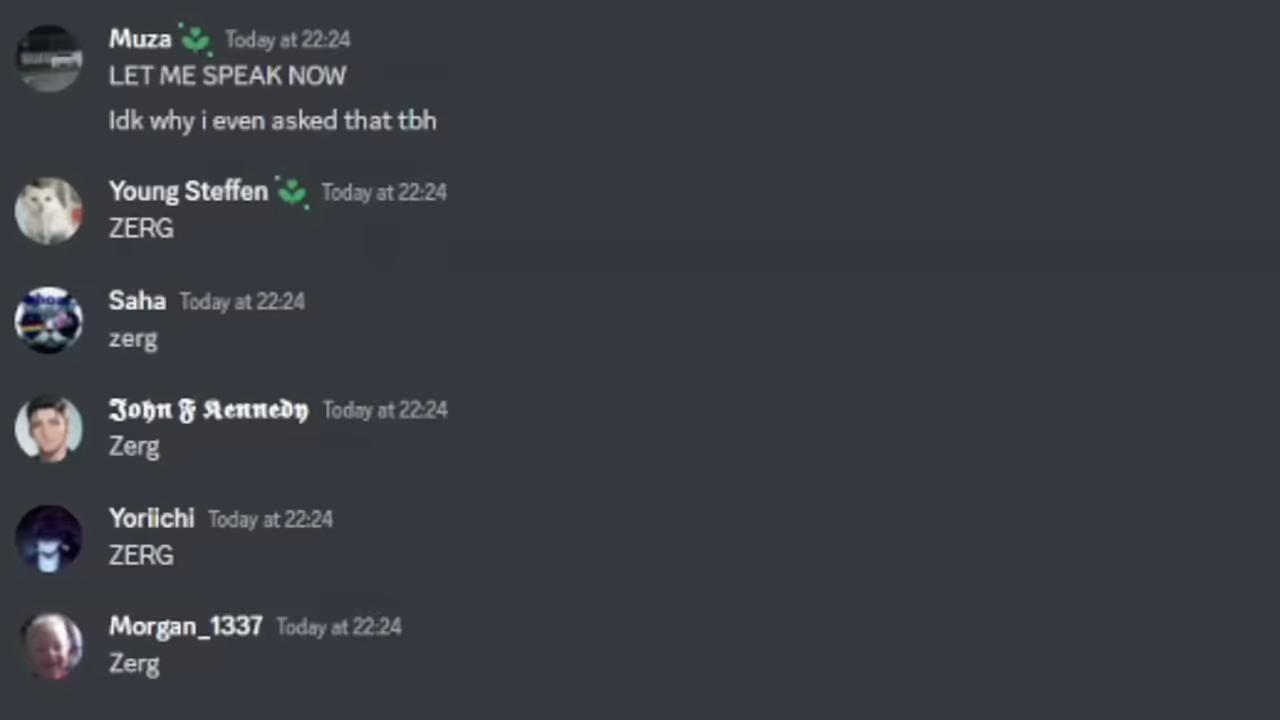 Muza Today at 22:24
LET ME SPEAK NOW
Idk why i even asked that tbh
Young Steffen Today at 22:24
ZERG
Saha Today at 22:24
zerg
𝕵𝖔𝖍𝖓 𝕱 𝕶𝖊𝖓𝖓𝖊𝖉𝖞 Today at 22:24
Zerg
Yoriichi Today at 22:24
ZERG
Morgan_1337 Today at 22:24
Zerg